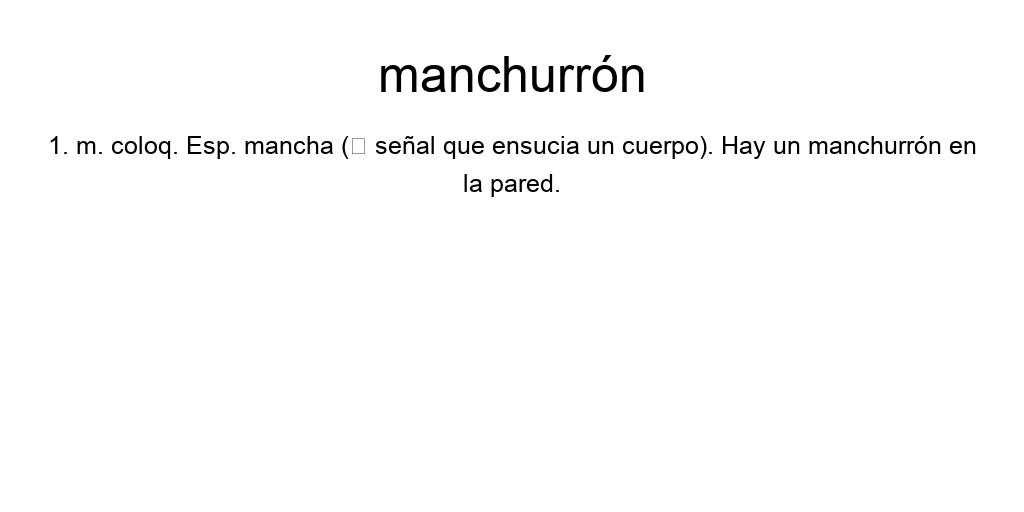 manchurrón
1. m. coloq. Esp. mancha (□ señal que ensucia un cuerpo). Hay un manchurrón en
la pared.